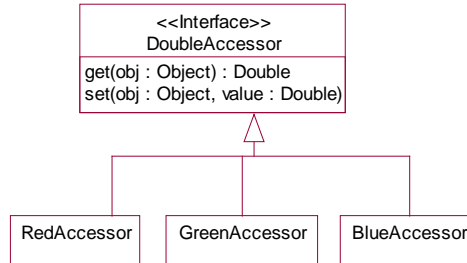 <<Interface>>
DoubleAccessor
get(obj : Object) : Double
set(obj : Object, value : Double)
RedAccessor
GreenAccessor
BlueAccessor